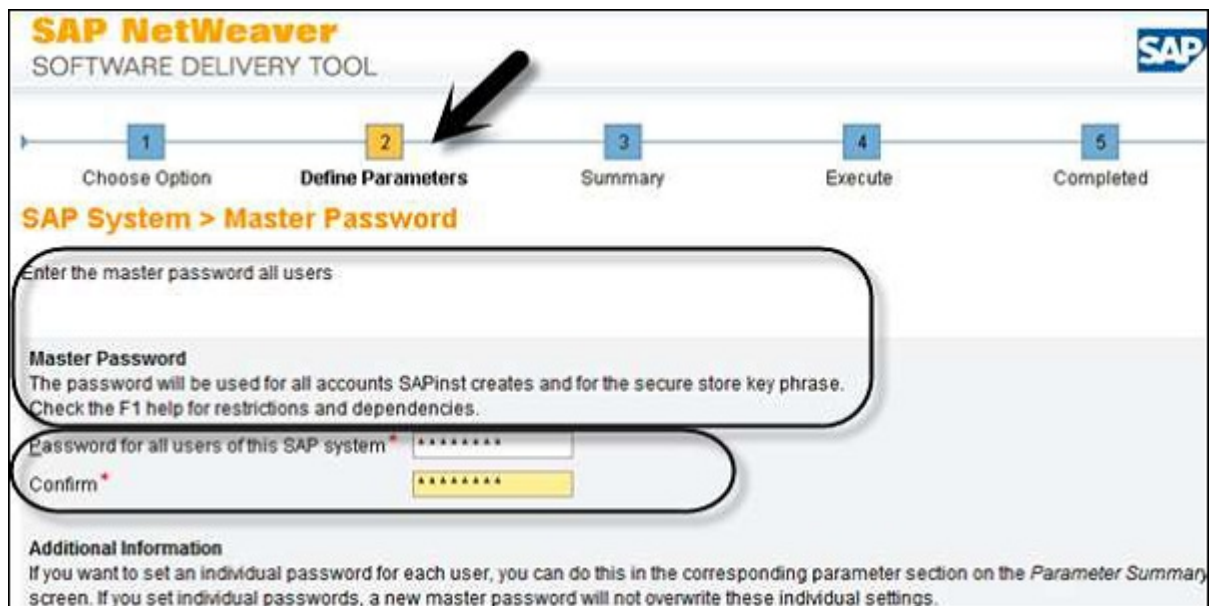 SAP NetWeaver
SOFTWARE DELIVERY TOOL
SAP
1
2
3
4
5
Choose Option
Define Parameters
Summary
Execute
Completed
SAP System > Master Password
Enter the master password all users
Master Password
The password will be used for all accounts SAPinst creates and for the secure store key phrase.
Check the F1 help for restrictions and dependencies.
Password for all users of this SAP system * ********
Confirm * ********
Additional Information
If you want to set an individual password for each user, you can do this in the corresponding parameter section on the Parameter Summary
screen. If you set individual passwords, a new master password will not overwrite these individual settings.